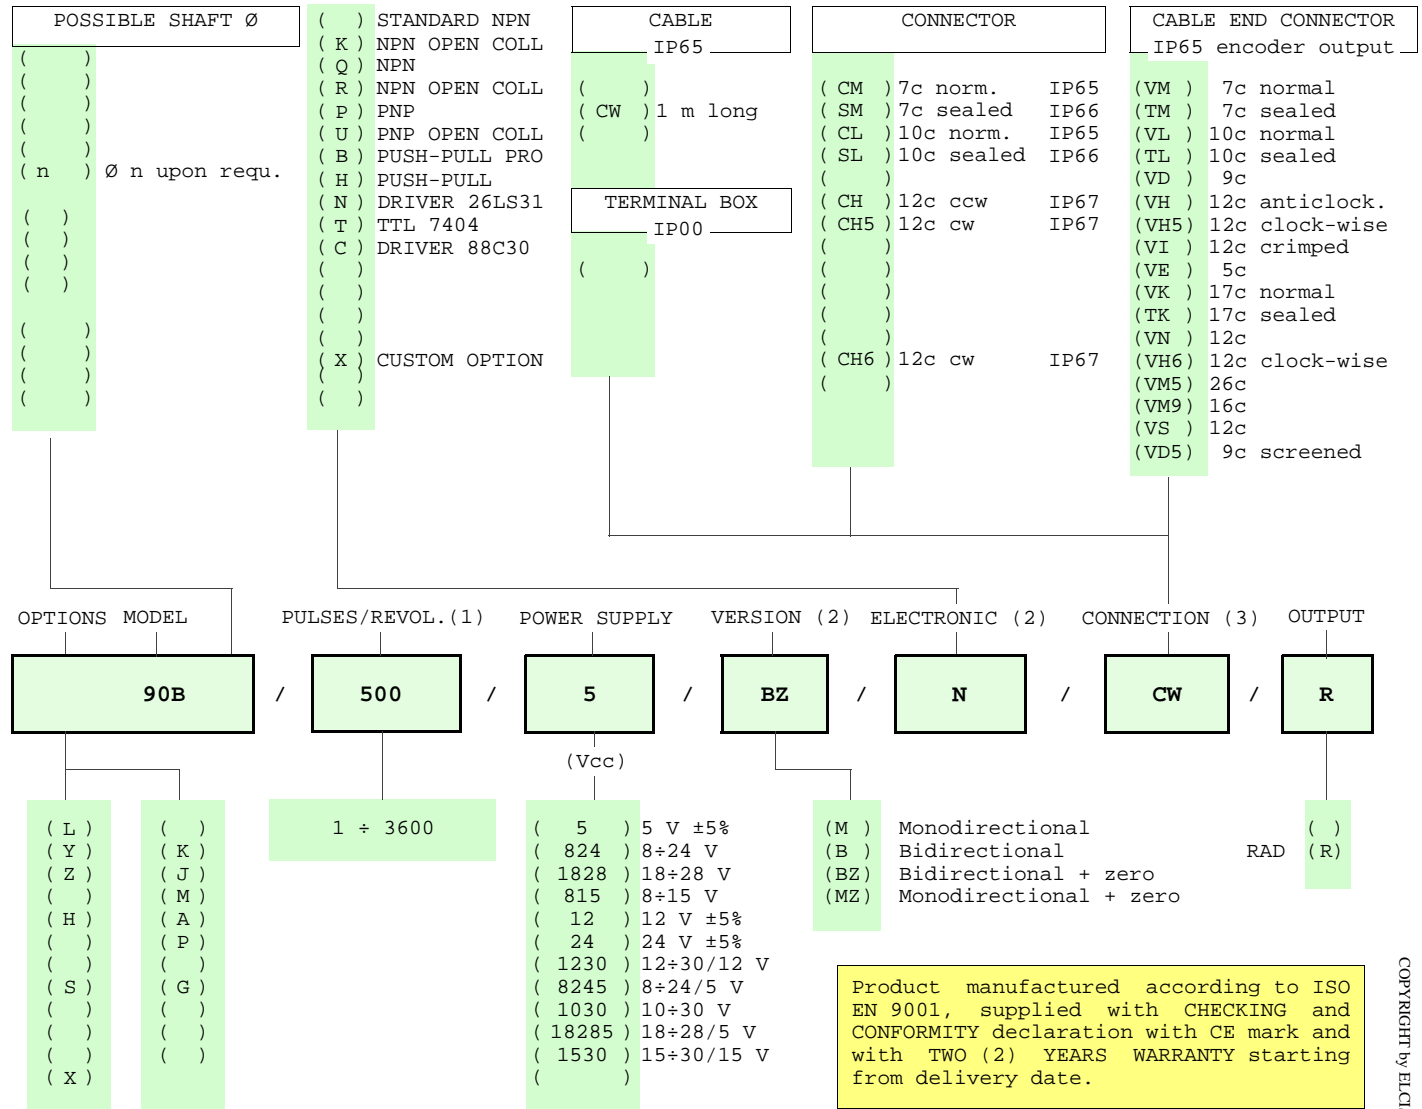 POSSIBLE SHAFT Ø
( )
( )
( )
( )
( )
( n ) Ø n upon requ.
( )
( )
( )
( )
( )
( )
( )
( )
( ) STANDARD NPN
( K ) NPN OPEN COLL
( Q ) NPN
( R ) NPN OPEN COLL
( P ) PNP
( U ) PNP OPEN COLL
( B ) PUSH-PULL PRO
( H ) PUSH-PULL
( N ) DRIVER 26LS31
( T ) TTL 7404
( C ) DRIVER 88C30
( )
( )
( )
( )
( X ) CUSTOM OPTION
( )
( )
CABLE
IP65
( )
( CW ) 1 m long
( )
TERMINAL BOX
IP00
( )
CONNECTOR
( CM ) 7c norm. IP65
( SM ) 7c sealed IP66
( CL ) 10c norm. IP65
( SL ) 10c sealed IP66
( )
( CH ) 12c ccw IP67
( CH5 ) 12c cw IP67
( )
( )
( )
( )
( )
( CH6 ) 12c cw IP67
( )
CABLE END CONNECTOR
IP65 encoder output
(VM ) 7c normal
(TM ) 7c sealed
(VL ) 10c normal
(TL ) 10c sealed
(VD ) 9c
(VH ) 12c anticlock.
(VH5) 12c clock-wise
(VI ) 12c crimped
(VE ) 5c
(VK ) 17c normal
(TK ) 17c sealed
(VN ) 12c
(VH6) 12c clock-wise
(VM5) 26c
(VM9) 16c
(VS ) 12c
(VD5) 9c screened
OPTIONS MODEL PULSES/REVOL.(1) POWER SUPPLY VERSION (2) ELECTRONIC (2) CONNECTION (3) OUTPUT
90B / 500 / 5 / BZ / N / CW / R
(Vcc)
( L )
( Y )
( Z )
( )
( H )
( )
( )
( S )
( )
( )
( )
( X )
( )
( K )
( J )
( M )
( A )
( P )
( )
( G )
( )
( )
( )
1 ÷ 3600
( 5 ) 5 V ±5%
( 824 ) 8÷24 V
( 1828 ) 18÷28 V
( 815 ) 8÷15 V
( 12 ) 12 V ±5%
( 24 ) 24 V ±5%
( 1230 ) 12÷30/12 V
( 8245 ) 8÷24/5 V
( 1030 ) 10÷30 V
( 18285 ) 18÷28/5 V
( 1530 ) 15÷30/15 V
( )
(M ) Monodirectional
(B ) Bidirectional
(BZ) Bidirectional + zero
(MZ) Monodirectional + zero
( )
RAD (R)
Product manufactured according to ISO
EN 9001, supplied with CHECKING and
CONFORMITY declaration with CE mark and
with TWO (2) YEARS WARRANTY starting
from delivery date.
COPYRIGHT by ELCI